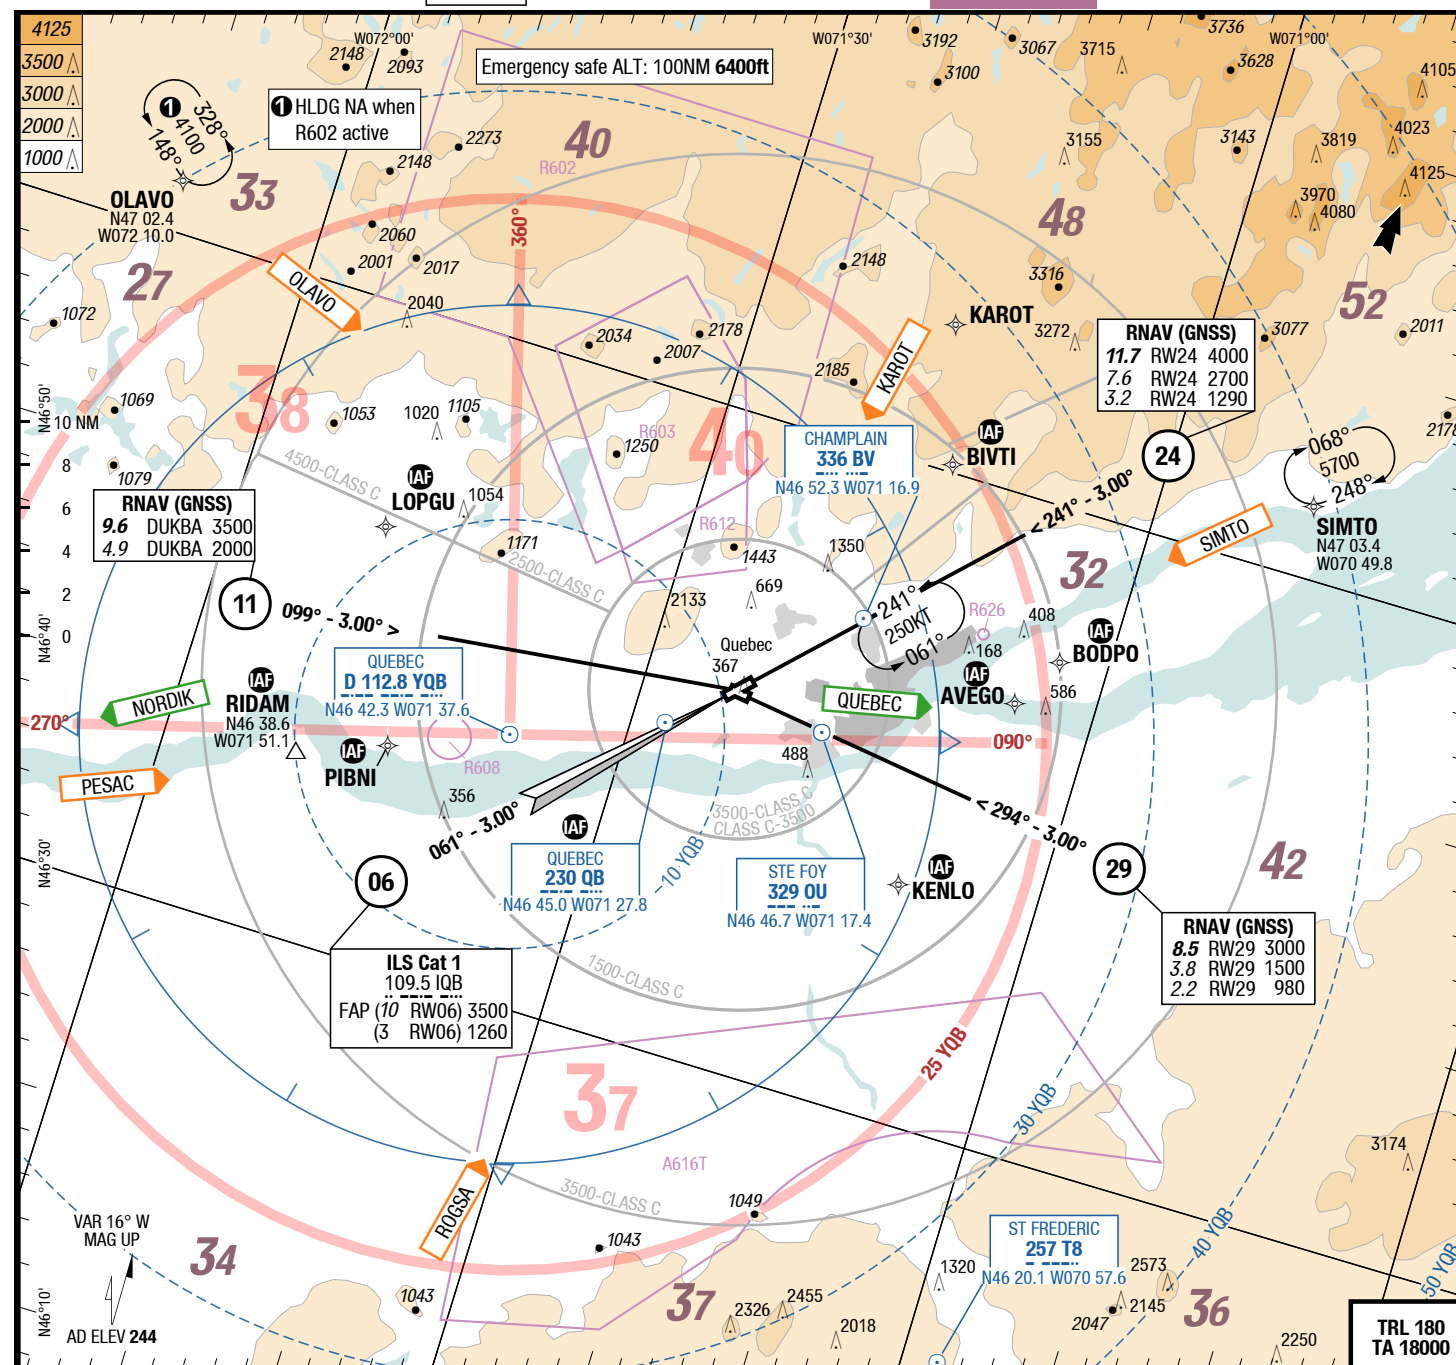 4125
3500
3000
2000
1000
W072°00'
W071°30'
W071°00'
Emergency safe ALT: 100NM 6400ft
1 HLDG NA when
R602 active
1
4100
328°
148°
OLAVO
N47 02.4
W072 10.0
33
40
48
52
27
2148
2093
2273
2148
2060
2001
2017
2040
R602
360°
3192
3100
3067
3715
3736
3628
4105
3155
3143
3819
4023
4125
3970
4080
3316
3272
3077
2011
2148
OLAVO
1072
1069
1079
38
1053
1020
1105
2034
2007
2178
2185
KAROT
KAROT
RNAV (GNSS)
11.7 RW24 4000
7.6 RW24 2700
3.2 RW24 1290
N46°50'
10 NM
8
6
4
2
0
N46°40'
40
R603
1250
R612
1443
CHAMPLAIN
336 BV
N46 52.3 W071 16.9
IAF
BIVTI
24
< 241° - 3.00°
068°
5700
248°
SIMTO
N47 03.4
W070 49.8
SIMTO
4500-CLASS C
IAF
LOPGU
1054
1171
2500-CLASS C
RNAV (GNSS)
9.6 DUKBA 3500
4.9 DUKBA 2000
11
099° - 3.00° >
1350
669
2133
32
241°
250KT
061°
R626
408
168
IAF
BODPO
IAF
AVEGO
586
Quebec
367
QUEBEC
D 112.8 YQB
N46 42.3 W071 37.6
IAF
RIDAM
N46 38.6
W071 51.1
NORDIK
QUEBEC
270°
090°
PESAC
IAF
PIBNI
R608
356
488
3500-CLASS C
CLASS C-3500
061° - 3.00°
< 294° - 3.00°
29
42
N46°30'
06
IAF
QUEBEC
230 QB
N46 45.0 W071 27.8
10 YQB
STE FOY
329 OU
N46 46.7 W071 17.4
IAF
KENLO
RNAV (GNSS)
8.5 RW29 3000
3.8 RW29 1500
2.2 RW29 980
ILS Cat 1
109.5 IQB
FAP (10 RW06) 3500
(3 RW06) 1260
1500-CLASS C
25 YQB
30 YQB
37
A616T
3500-CLASS C
ROGSA
1049
1043
3174
VAR 16° W
MAG UP
34
1043
N46°10'
AD ELEV 244
ST FREDERIC
257 T8
N46 20.1 W070 57.6
40 YQB
50 YQB
1320
2573
2145
2047
36
37
2326
2455
2018
2250
TRL 180
TA 18000